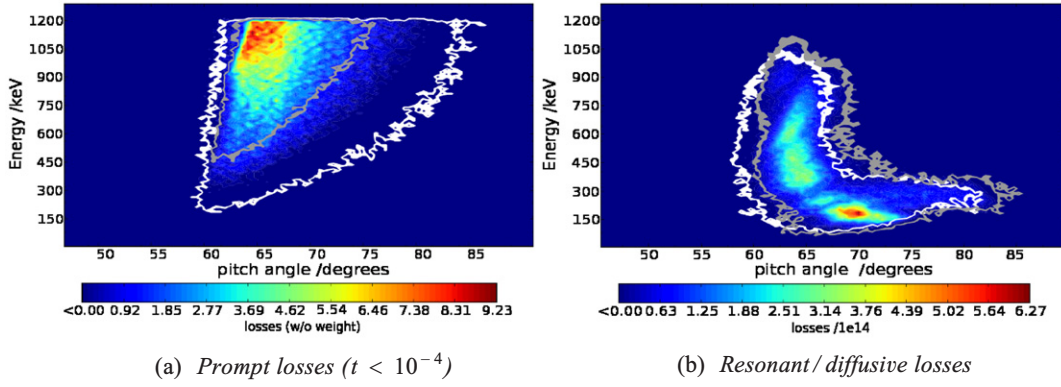 1200
1050
900
750
600
450
300
150
Energy /keV
50 55 60 65 70 75 80 85
pitch angle /degrees
<0.00 0.92 1.85 2.77 3.69 4.62 5.54 6.46 7.38 8.31 9.23
losses (w/o weight)
(a) Prompt losses (t < 10⁻⁴)
1200
1050
900
750
600
450
300
150
Energy /keV
50 55 60 65 70 75 80 85
pitch angle /degrees
<0.00 0.63 1.25 1.88 2.51 3.13 3.76 4.39 5.02 5.64 6.27
losses /1e14
(b) Resonant/diffusive losses